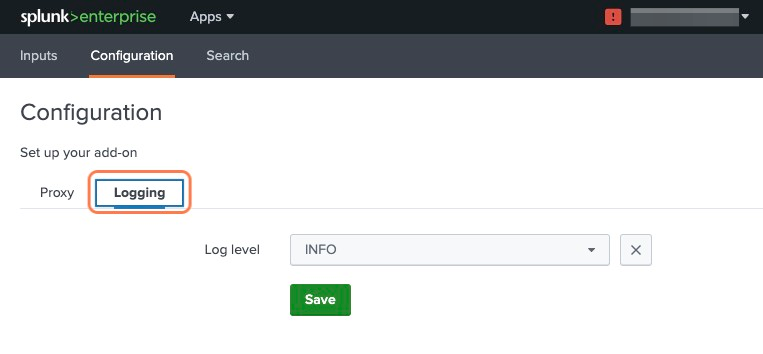 splunk>enterprise Apps
Inputs Configuration Search
Configuration
Set up your add-on
Proxy Logging
Log level INFO
Save